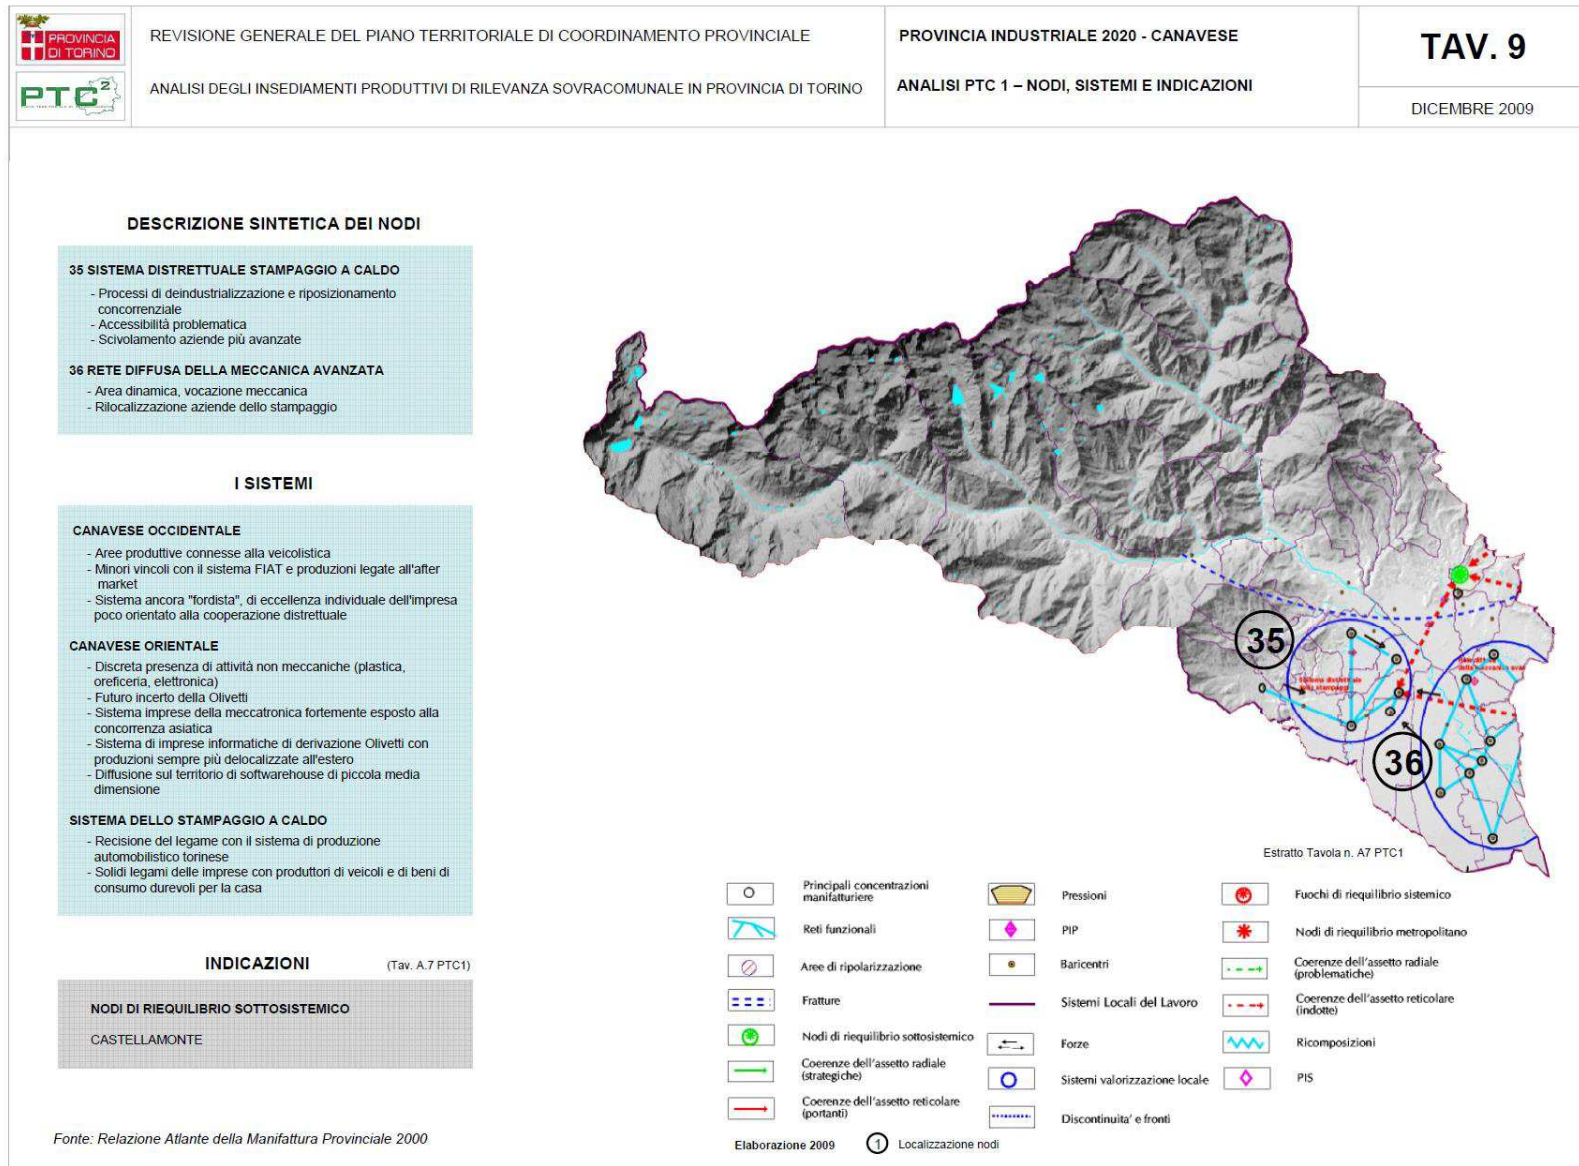 PROVINCIA
DI TORINO
PTC2
REVISIONE GENERALE DEL PIANO TERRITORIALE DI COORDINAMENTO PROVINCIALE
ANALISI DEGLI INSEDIAMENTI PRODUTTIVI DI RILEVANZA SOVRACOMUNALE IN PROVINCIA DI TORINO
PROVINCIA INDUSTRIALE 2020 - CANAVESE
ANALISI PTC 1 – NODI, SISTEMI E INDICAZIONI
TAV. 9
DICEMBRE 2009
DESCRIZIONE SINTETICA DEI NODI
35 SISTEMA DISTRETTUALE STAMPAGGIO A CALDO
- Processi di deindustrializzazione e riposizionamento
concorrenziale
- Accessibilità problematica
- Scivolamento aziende più avanzate
36 RETE DIFFUSA DELLA MECCANICA AVANZATA
- Area dinamica, vocazione meccanica
- Rilocalizzazione aziende dello stampaggio
I SISTEMI
CANAVESE OCCIDENTALE
- Aree produttive connesse alla veicolistica
- Minori vincoli con il sistema FIAT e produzioni legate all'after
market
- Sistema ancora "fordista", di eccellenza individuale dell'impresa
poco orientato alla cooperazione distrettuale
CANAVESE ORIENTALE
- Discreta presenza di attività non meccaniche (plastica,
oreficeria, elettronica)
- Futuro incerto della Olivetti
- Sistema imprese della meccatronica fortemente esposto alla
concorrenza asiatica
- Sistema di imprese informatiche di derivazione Olivetti con
produzioni sempre più delocalizzate all'estero
- Diffusione sul territorio di softwarehouse di piccola media
dimensione
SISTEMA DELLO STAMPAGGIO A CALDO
- Recisione del legame con il sistema di produzione
automobilistico torinese
- Solidi legami delle imprese con produttori di veicoli e di beni di
consumo durevoli per la casa
INDICAZIONI
(Tav. A.7 PTC1)
NODI DI RIEQUILIBRIO SOTTOSISTEMICO
CASTELLAMONTE
Fonte: Relazione Atlante della Manifattura Provinciale 2000
35
36
Estratto Tavola n. A7 PTC1
Principali concentrazioni
manifatturiere
Reti funzionali
Aree di ripolarizzazione
Fratture
Nodi di riequilibrio sottosistemico
Coerenze dell'assetto radiale
(strategiche)
Coerenze dell'assetto reticolare
(portanti)
Pressioni
PIP
Baricentri
Sistemi Locali del Lavoro
Forze
Sistemi valorizzazione locale
Discontinuita' e fronti
Fuochi di riequilibrio sistemico
Nodi di riequilibrio metropolitano
Coerenze dell'assetto radiale
(problematiche)
Coerenze dell'assetto reticolare
(indotte)
Ricomposizioni
PIS
Elaborazione 2009
1
Localizzazione nodi